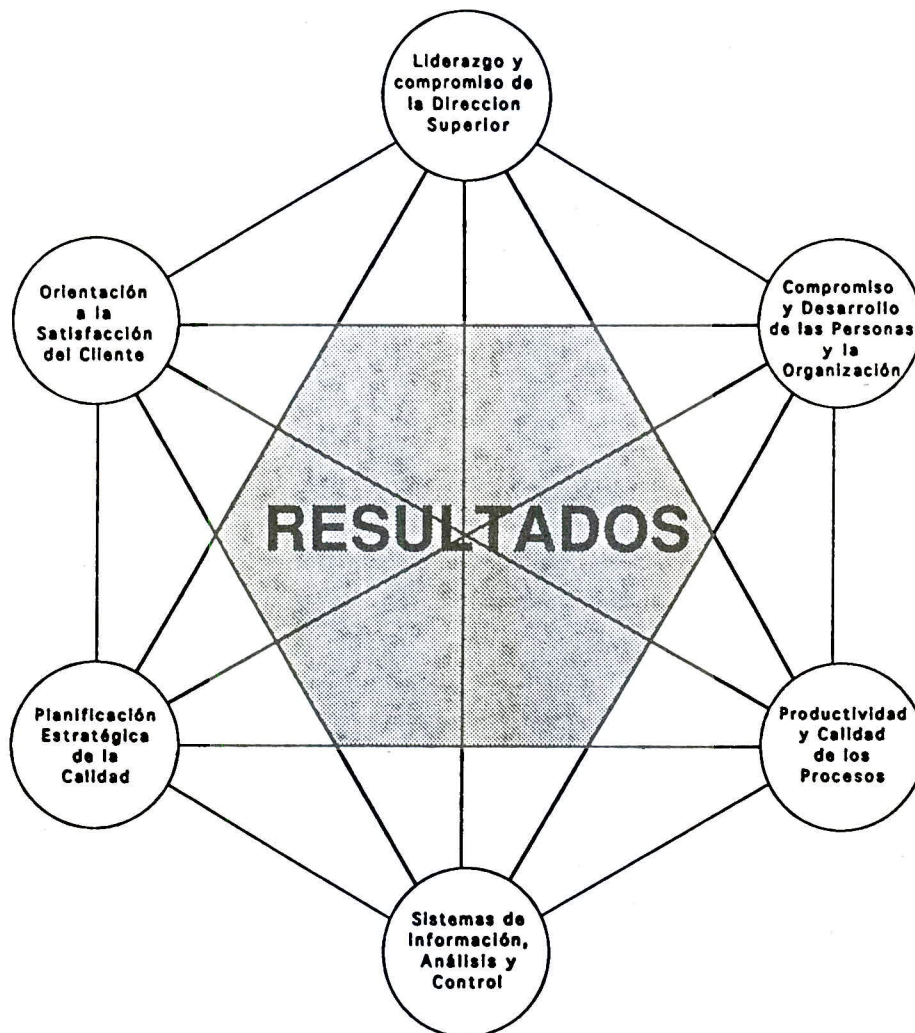 Liderazgo y
compromiso de
la Direccion
Superior
Orientación
a la
Satisfacción
del Cliente
Compromiso
y Desarrollo
de las Personas
y la
Organización
RESULTADOS
Planificación
Estratégica
de la
Calidad
Productividad
y Calidad
de los
Procesos
Sistemas de
Información,
Análisis y
Control